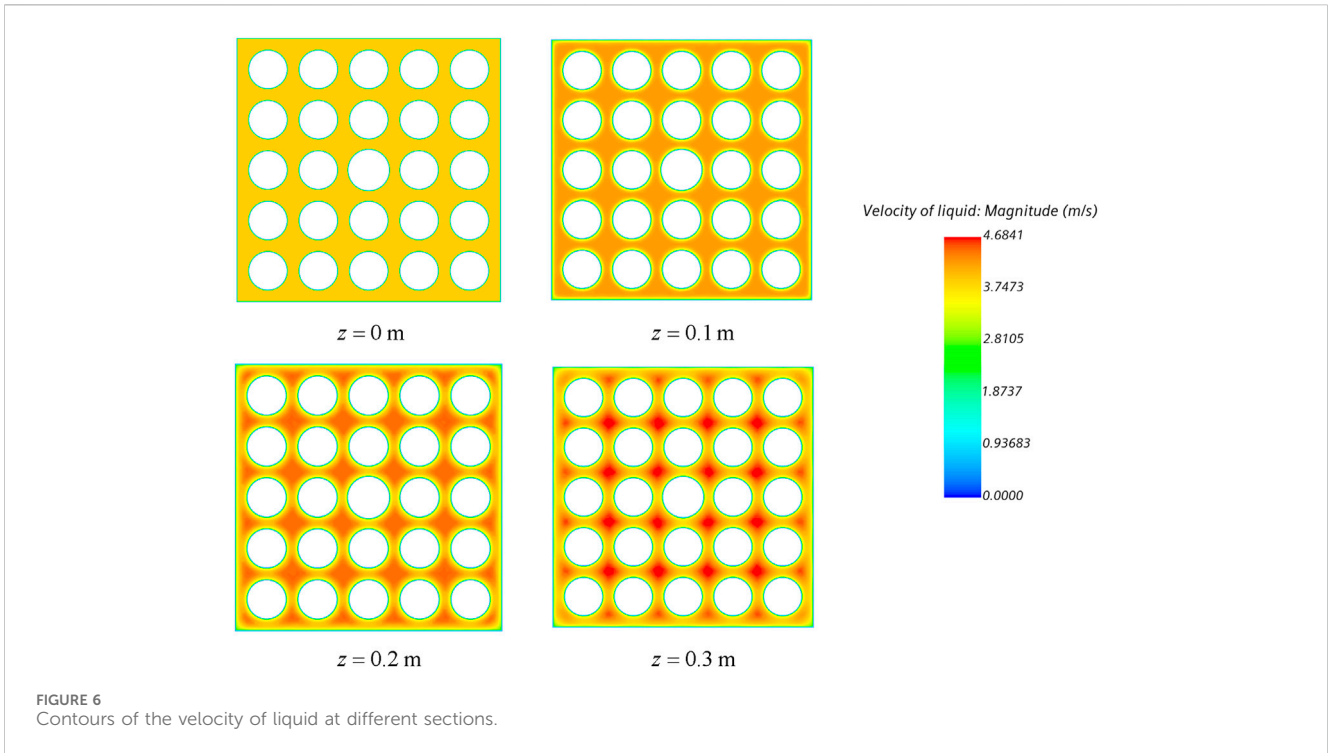 z = 0 m
z = 0.1 m
Velocity of liquid: Magnitude (m/s)
4.6841
3.7473
2.8105
1.8737
0.93683
0.0000
z = 0.2 m
z = 0.3 m
FIGURE 6
Contours of the velocity of liquid at different sections.